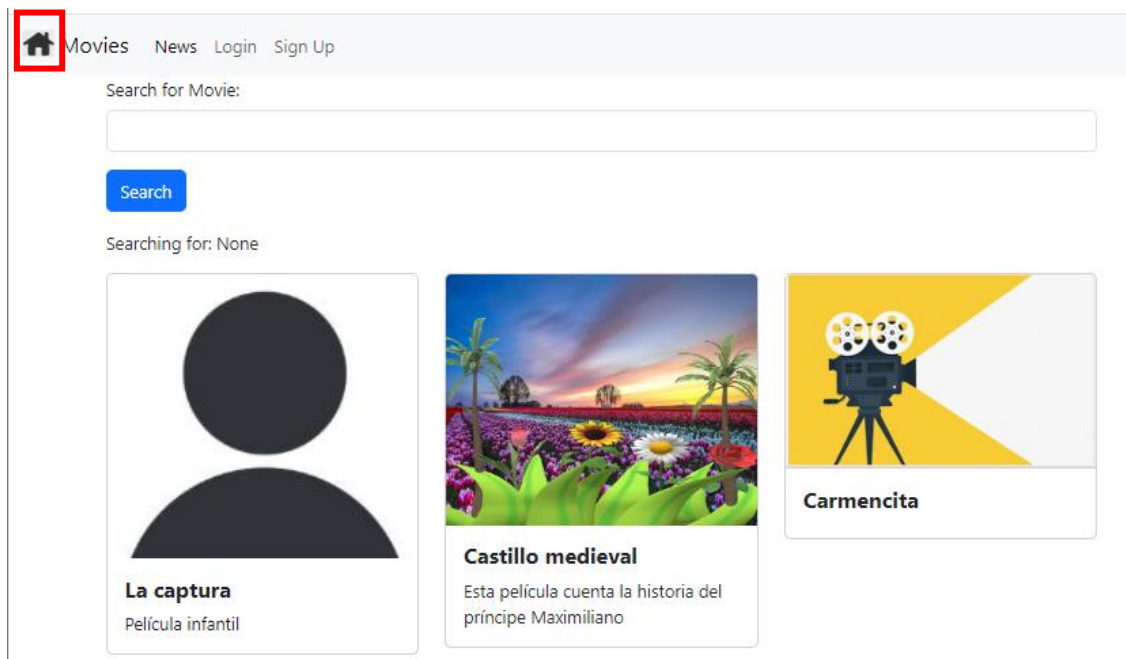 Movies News Login Sign Up
Search for Movie:
Search
Searching for: None
La captura
Película infantil
Castillo medieval
Esta película cuenta la historia del
príncipe Maximiliano
Carmencita